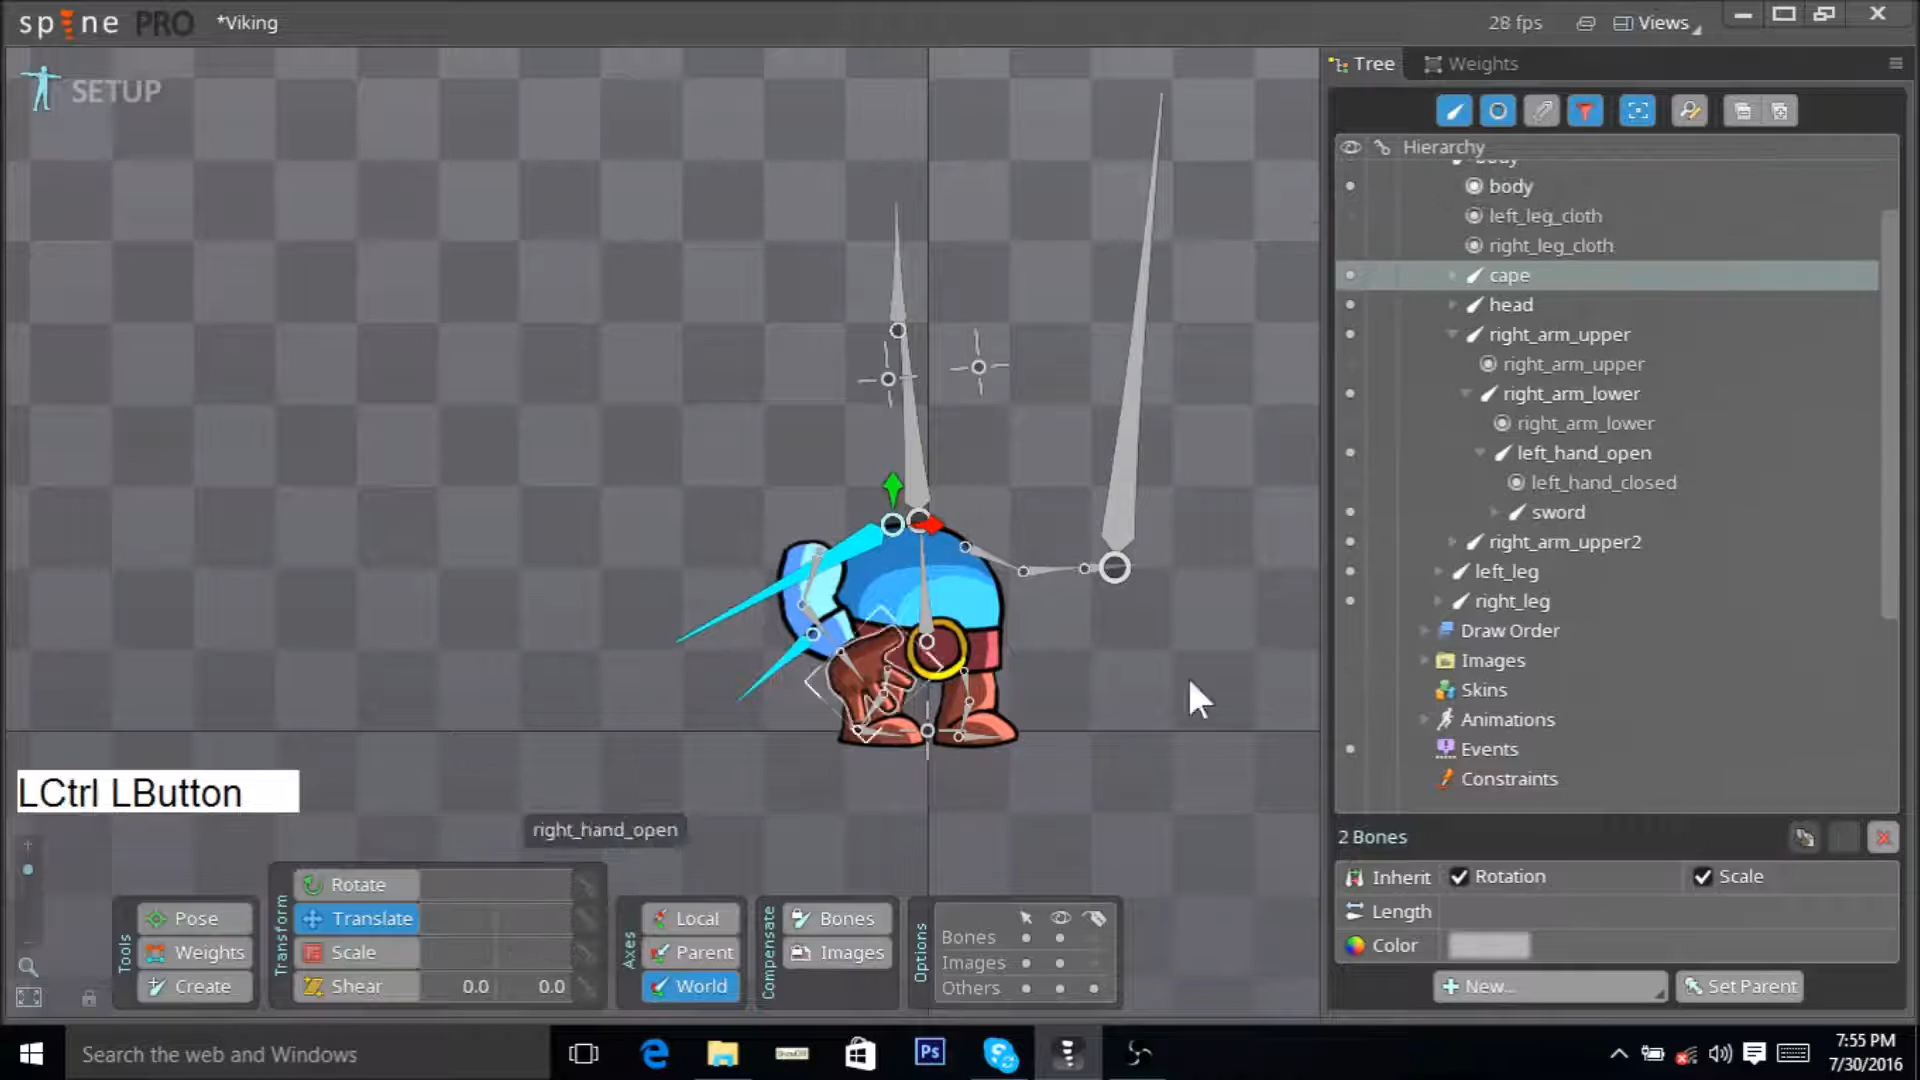 spine PRO *Viking
28 fps
Views
SETUP
Tree
Weights
Hierarchy
body
body
left_leg_cloth
right_leg_cloth
cape
head
right_arm_upper
right_arm_upper
right_arm_lower
right_arm_lower
left_hand_open
left_hand_closed
sword
right_arm_upper2
left_leg
right_leg
Draw Order
Images
Skins
Animations
Events
Constraints
LCtrl LButton
right_hand_open
2 Bones
Inherit Rotation Scale
Length
Color
New... Set Parent
Tools
Pose
Weights
Create
Transform
Rotate
Translate
Scale
Shear 0.0 0.0
Axes
Local
Parent
World
Compensate
Bones
Images
Options
Bones
Images
Others
Search the web and Windows
Ps
7:55 PM
7/30/2016